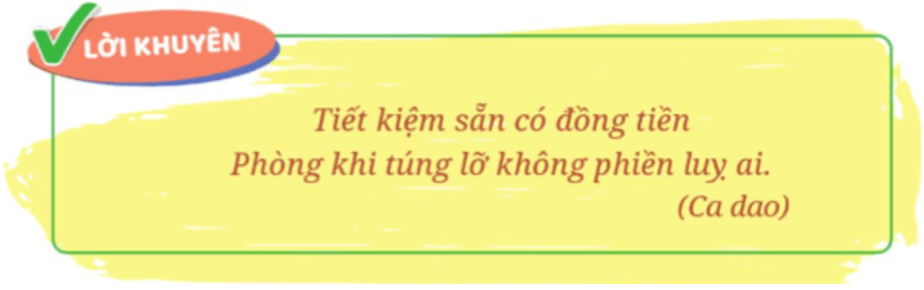 LỜI KHUYÊN
Tiết kiệm sẵn có đồng tiền
Phòng khi túng lỡ không phiền luỵ ai.
(Ca dao)